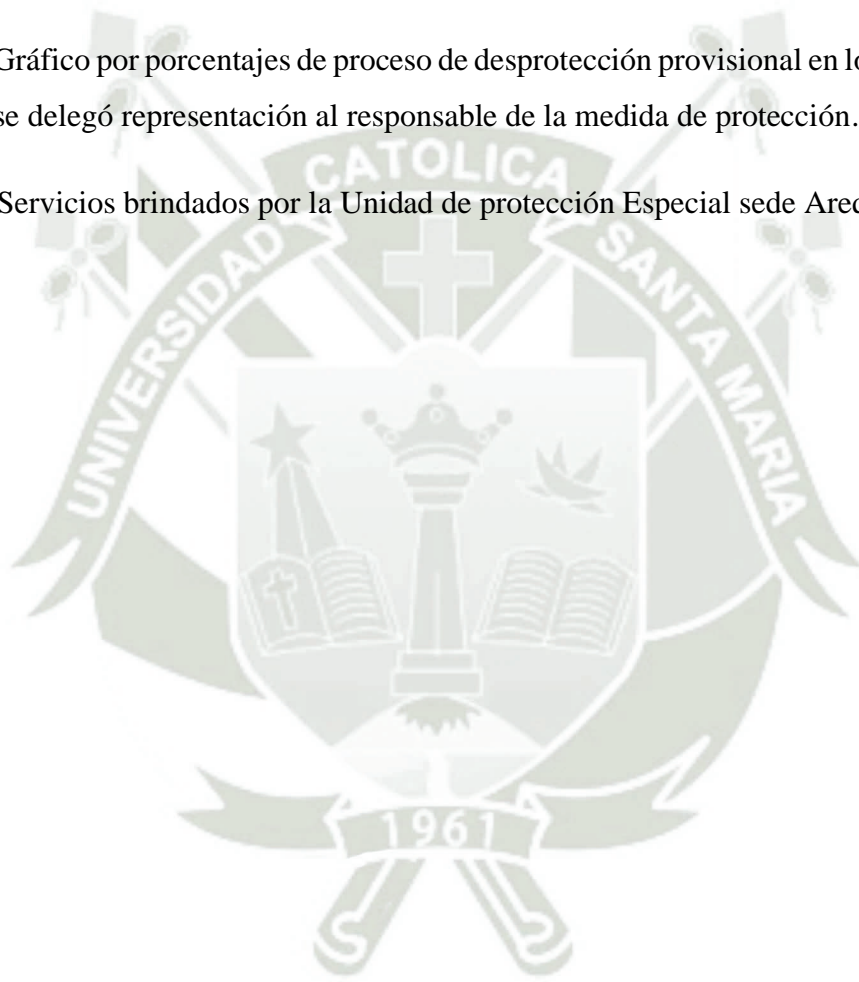 Gráfico por porcentajes de proceso de desprotección provisional en lo
se delegó representación al responsable de la medida de protección.
Servicios brindados por la Unidad de protección Especial sede Areq
UNIVERSIDAD CATOLICA SANTA MARIA
1961